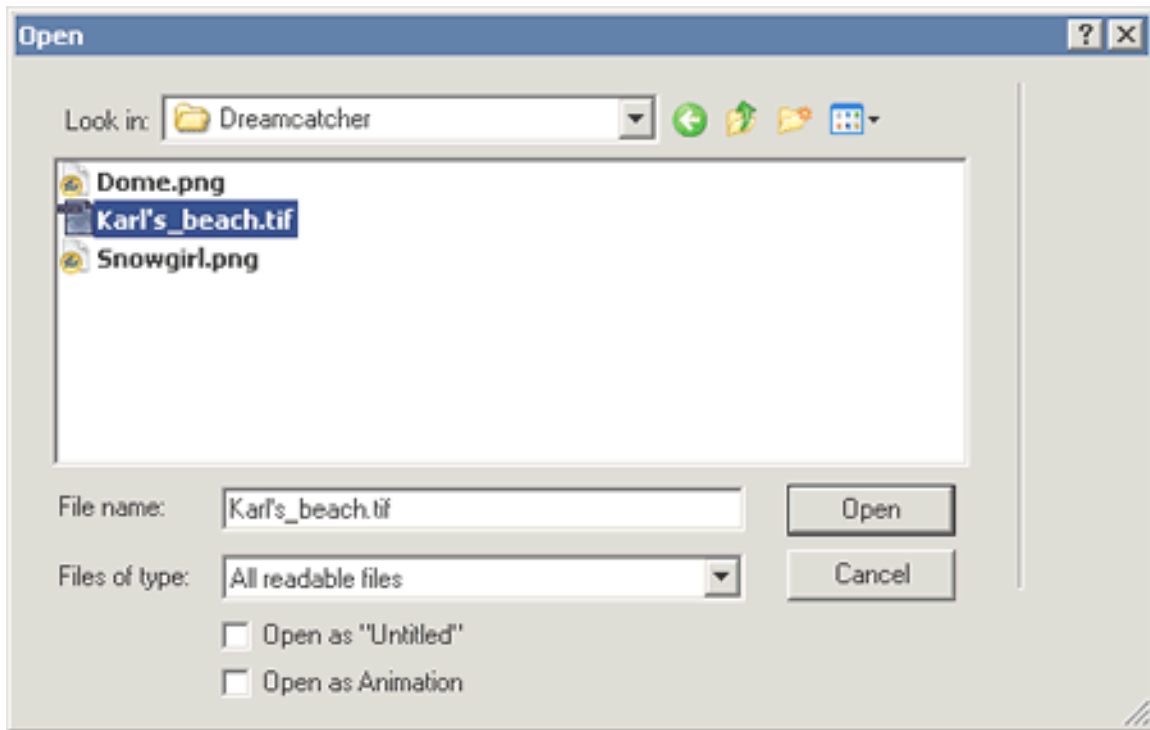 Open
Look in: Dreamcatcher
Dome.png
Karl's_beach.tif
Snowgirl.png
File name: Karl's_beach.tif Open
Files of type: All readable files Cancel
Open as "Untitled"
Open as Animation